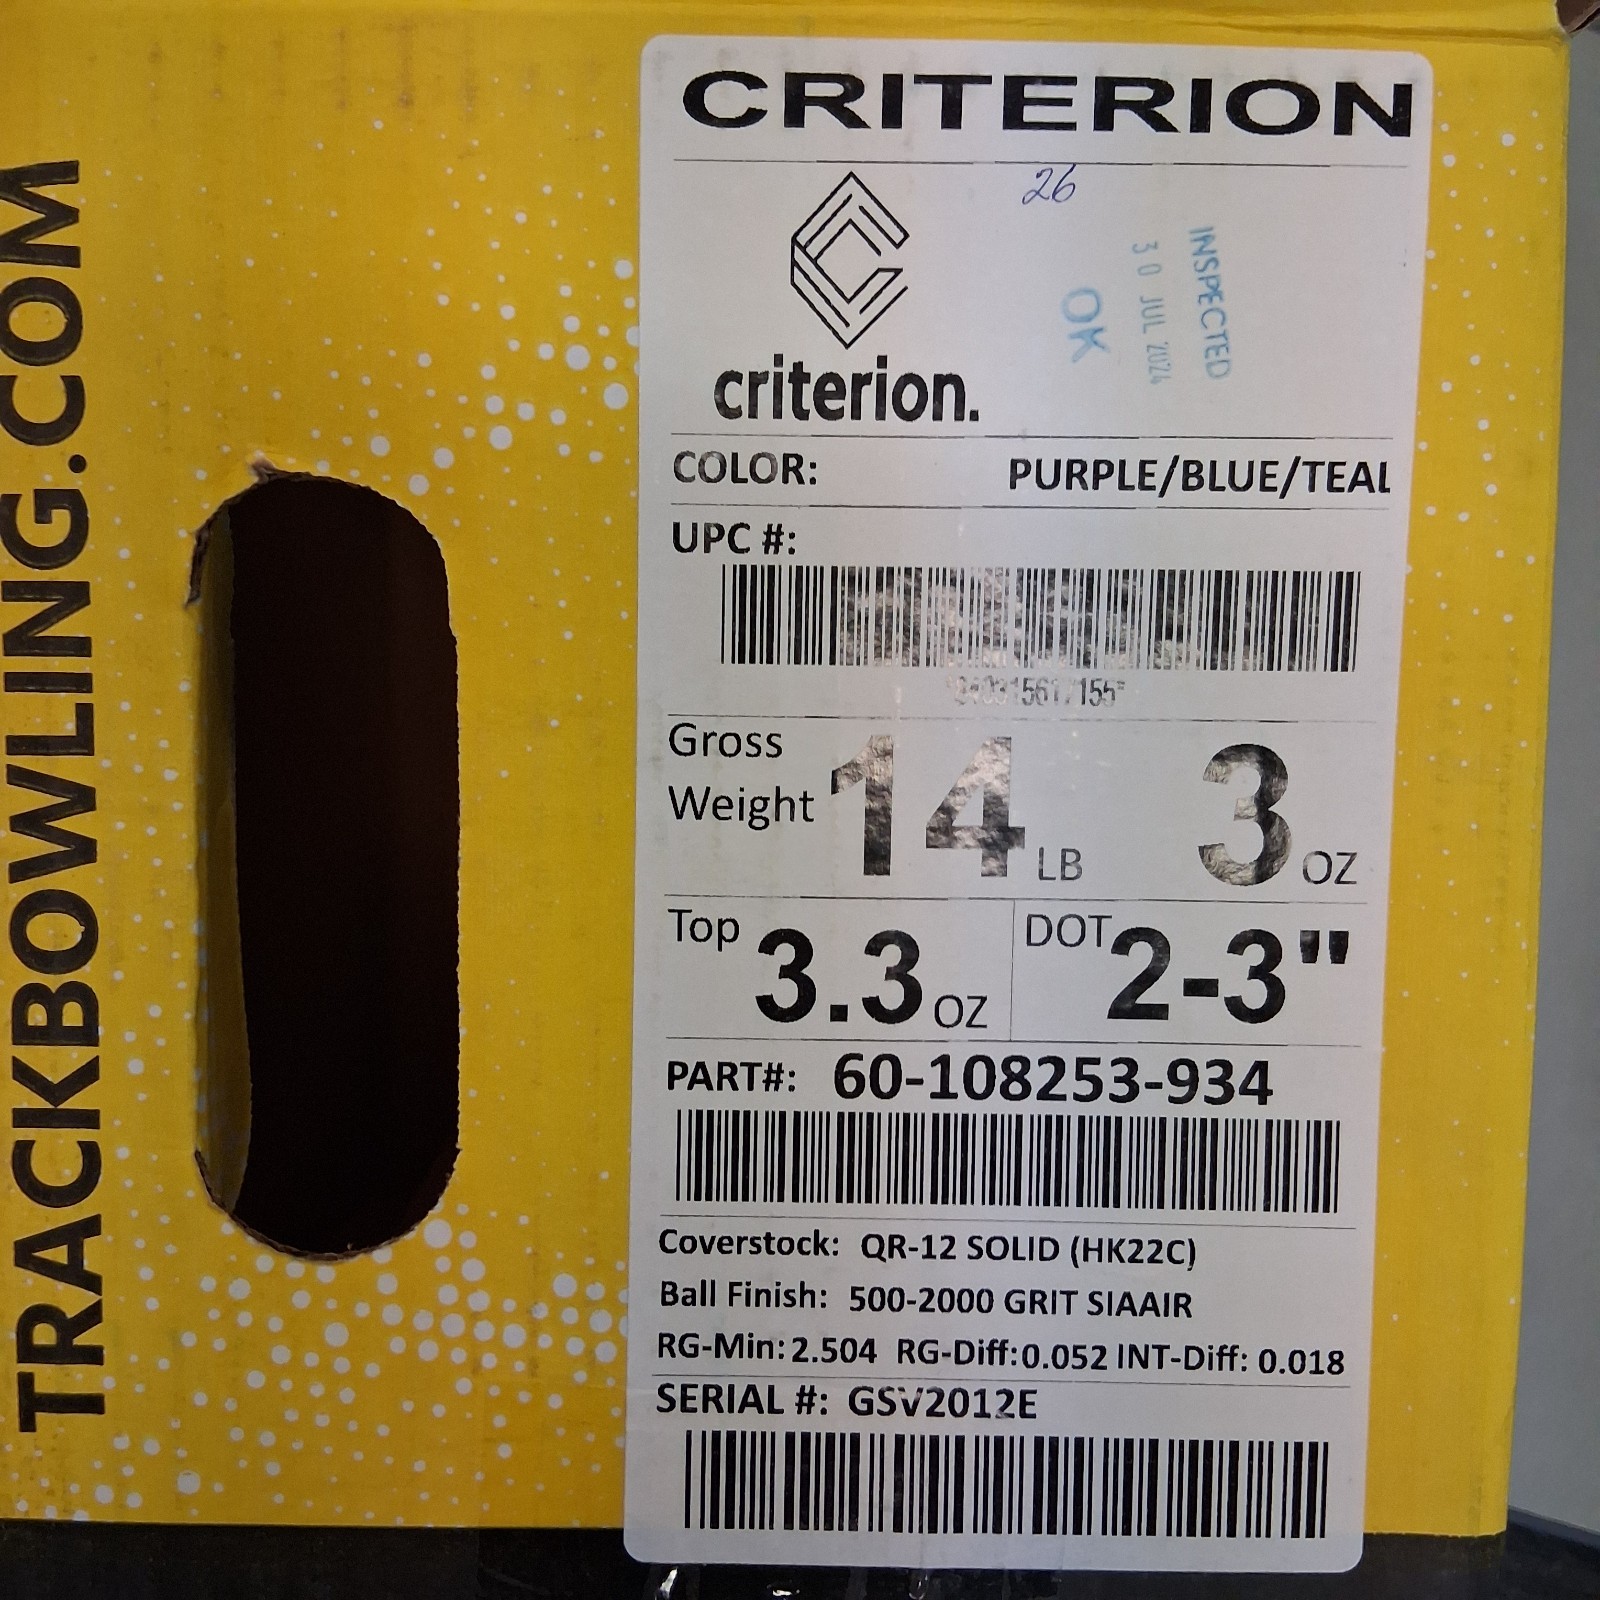 TRACKBOWLING.COM
CRITERION
26
INSPECTED
30 JUL 2024
OK
criterion.
COLOR: PURPLE/BLUE/TEAL
UPC #:
Gross Weight 14 LB 3 OZ
Top 3.3 OZ DOT 2-3"
PART#: 60-108253-934
Coverstock: QR-12 SOLID (HK22C)
Ball Finish: 500-2000 GRIT SIAAIR
RG-Min: 2.504 RG-Diff: 0.052 INT-Diff: 0.018
SERIAL #: GSV2012E